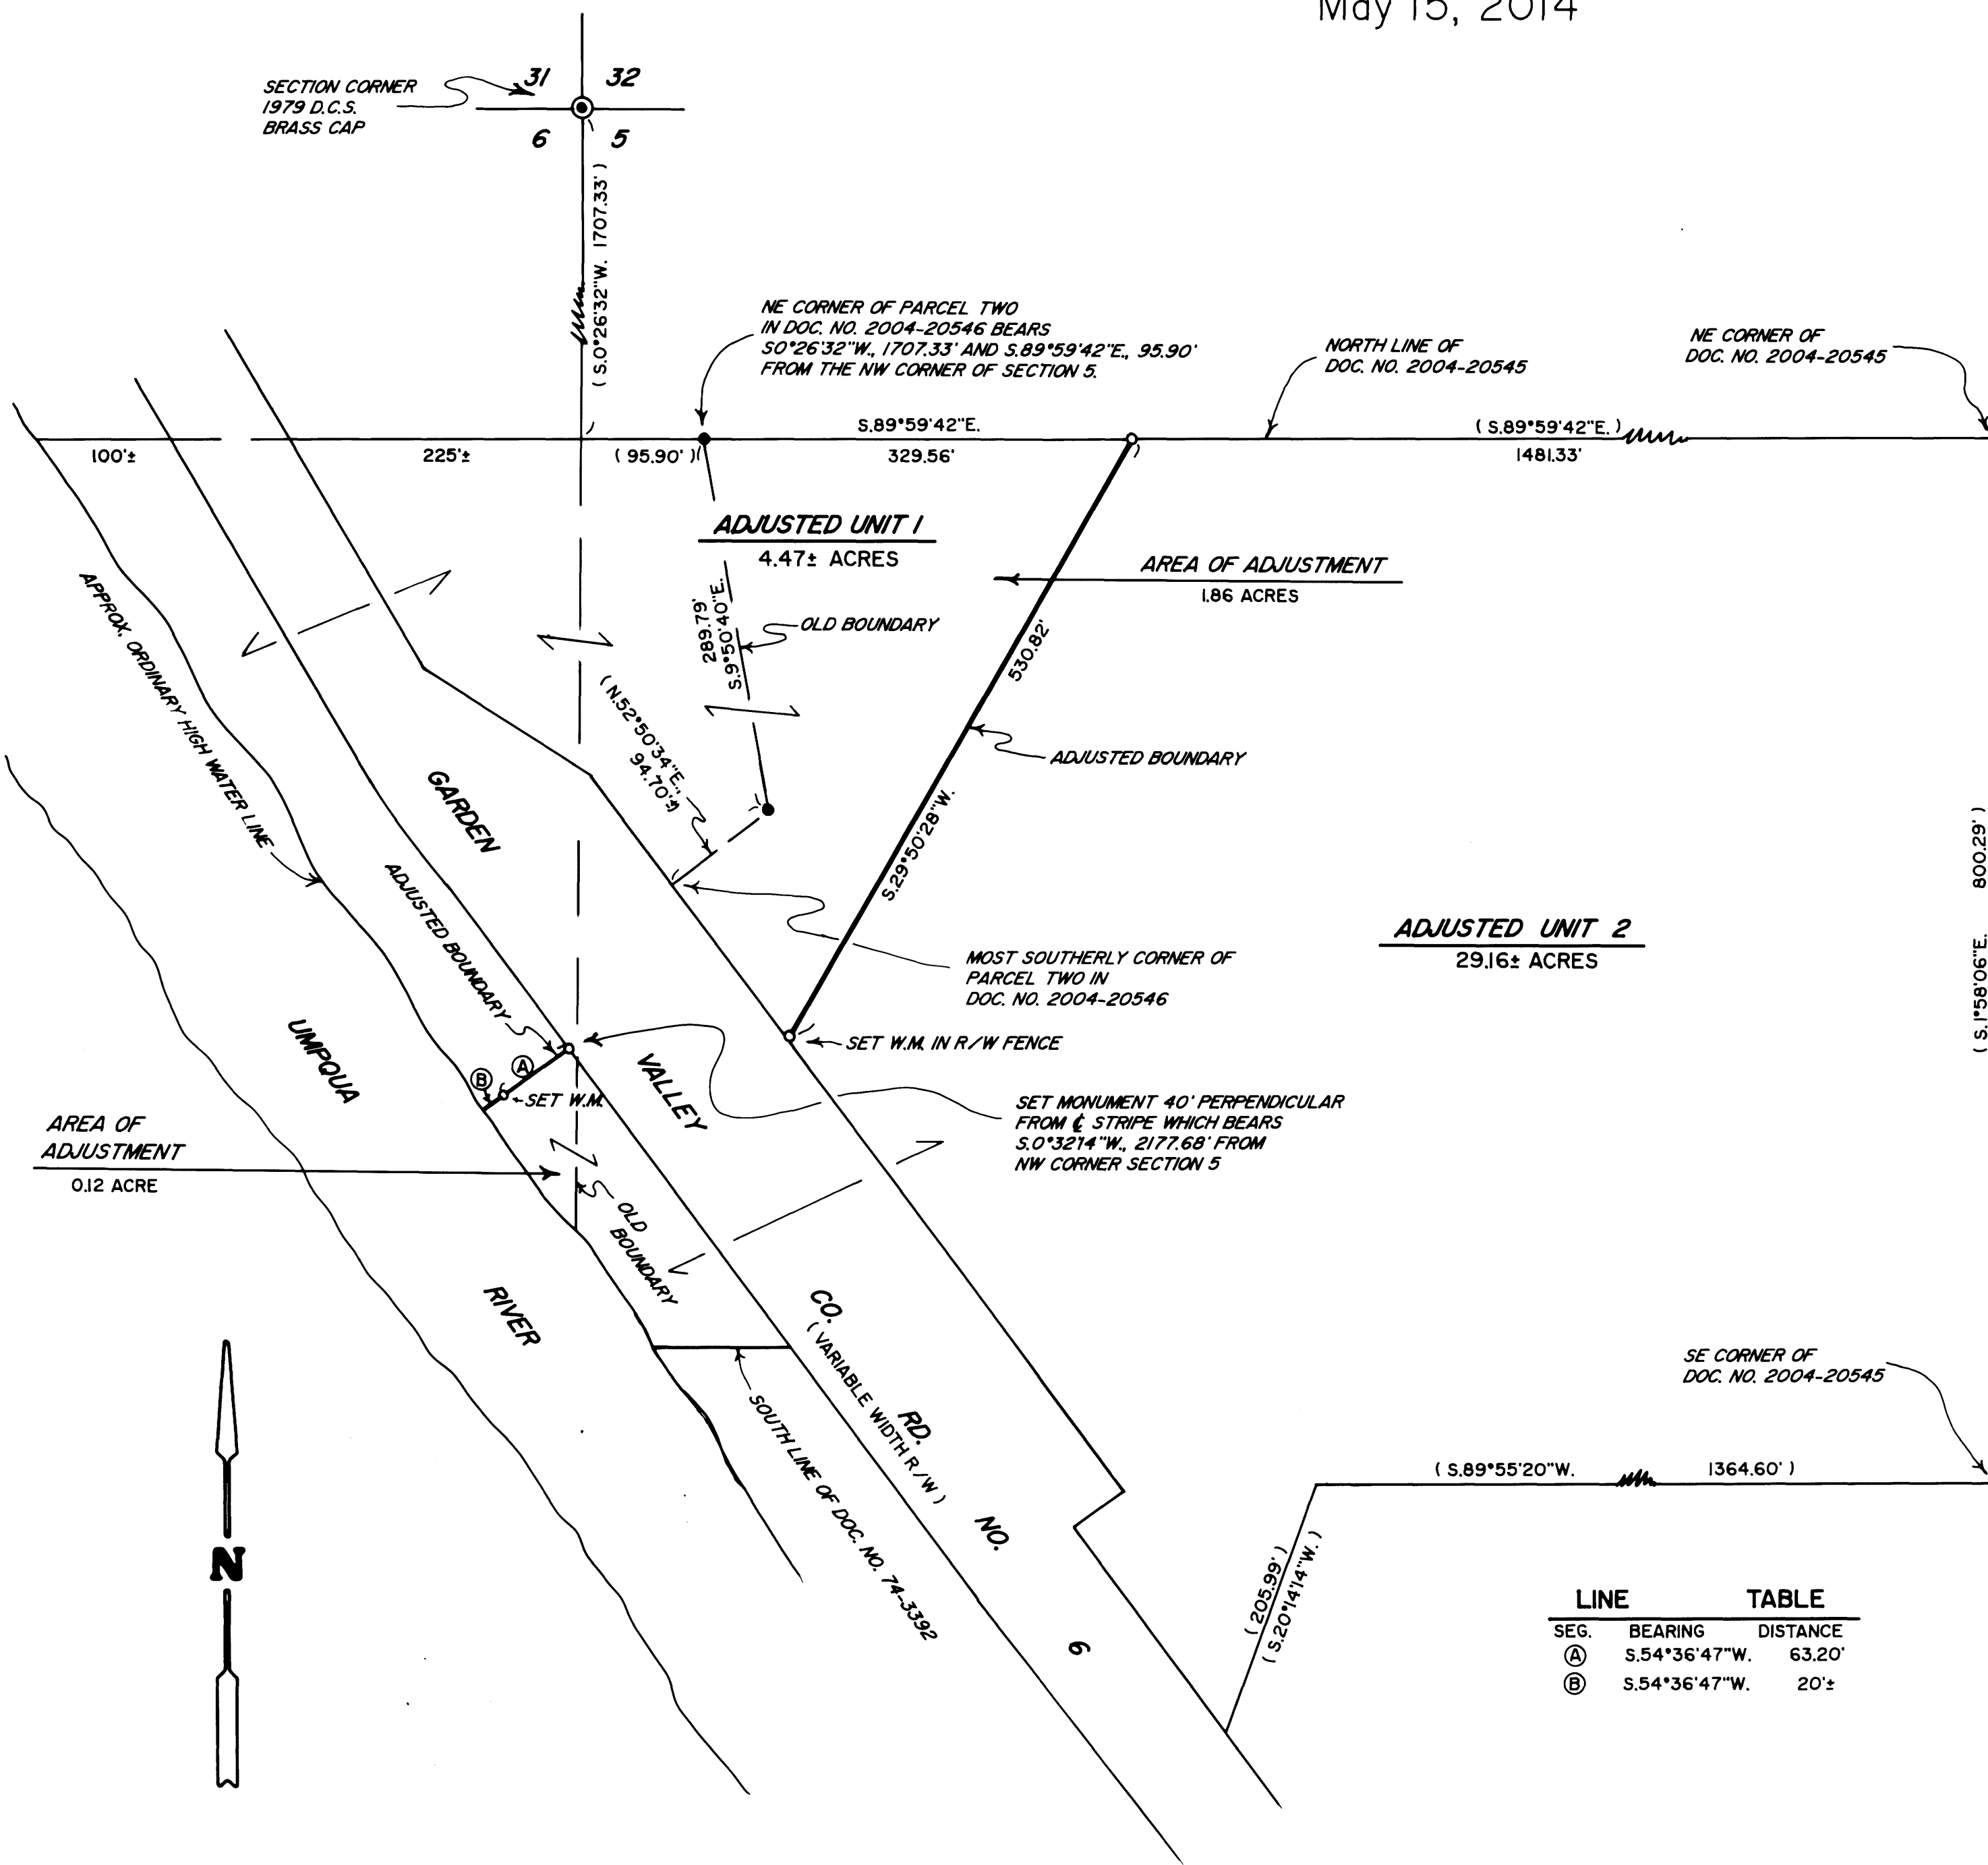 May 15, 2014
31 32
SECTION CORNER
1979 D.C.S.
BRASS CAP
6 5
( S.0°26'32"W. 1707.33' )
NE CORNER OF PARCEL TWO
IN DOC. NO. 2004-20546 BEARS
S0°26'32"W., 1707.33' AND S.89°59'42"E., 95.90'
FROM THE NW CORNER OF SECTION 5.
NORTH LINE OF
DOC. NO. 2004-20545
NE CORNER OF
DOC. NO. 2004-20545
S.89°59'42"E.
( S.89°59'42"E. )
100'±
225'±
( 95.90' )
329.56'
1481.33'
ADJUSTED UNIT 1
4.47± ACRES
AREA OF ADJUSTMENT
1.86 ACRES
289.79'
S.9°50'40"E.
OLD BOUNDARY
530.82'
S.29°50'28"W.
( N.52°50'34"E.,
94.70'±)
ADJUSTED BOUNDARY
APPROX. ORDINARY HIGH WATER LINE
GARDEN
ADJUSTED BOUNDARY
( S.1°58'06"E. 800.29' )
ADJUSTED UNIT 2
29.16± ACRES
MOST SOUTHERLY CORNER OF
PARCEL TWO IN
DOC. NO. 2004-20546
SET W.M. IN R/W FENCE
UMPQUA
VALLEY
A
B
SET W.M.
SET MONUMENT 40' PERPENDICULAR
FROM ℄ STRIPE WHICH BEARS
S.0°32'14"W., 2177.68' FROM
NW CORNER SECTION 5
AREA OF
ADJUSTMENT
0.12 ACRE
OLD
BOUNDARY
RIVER
CO.
( VARIABLE WIDTH R/W )
RD.
NO.
6
SOUTH LINE OF DOC. NO. 74-3392
SE CORNER OF
DOC. NO. 2004-20545
( S.89°55'20"W. 1364.60' )
( 205.99' )
( S.20°14'14"W. )
N
LINE TABLE
SEG. BEARING DISTANCE
A S.54°36'47"W. 63.20'
B S.54°36'47"W. 20'±